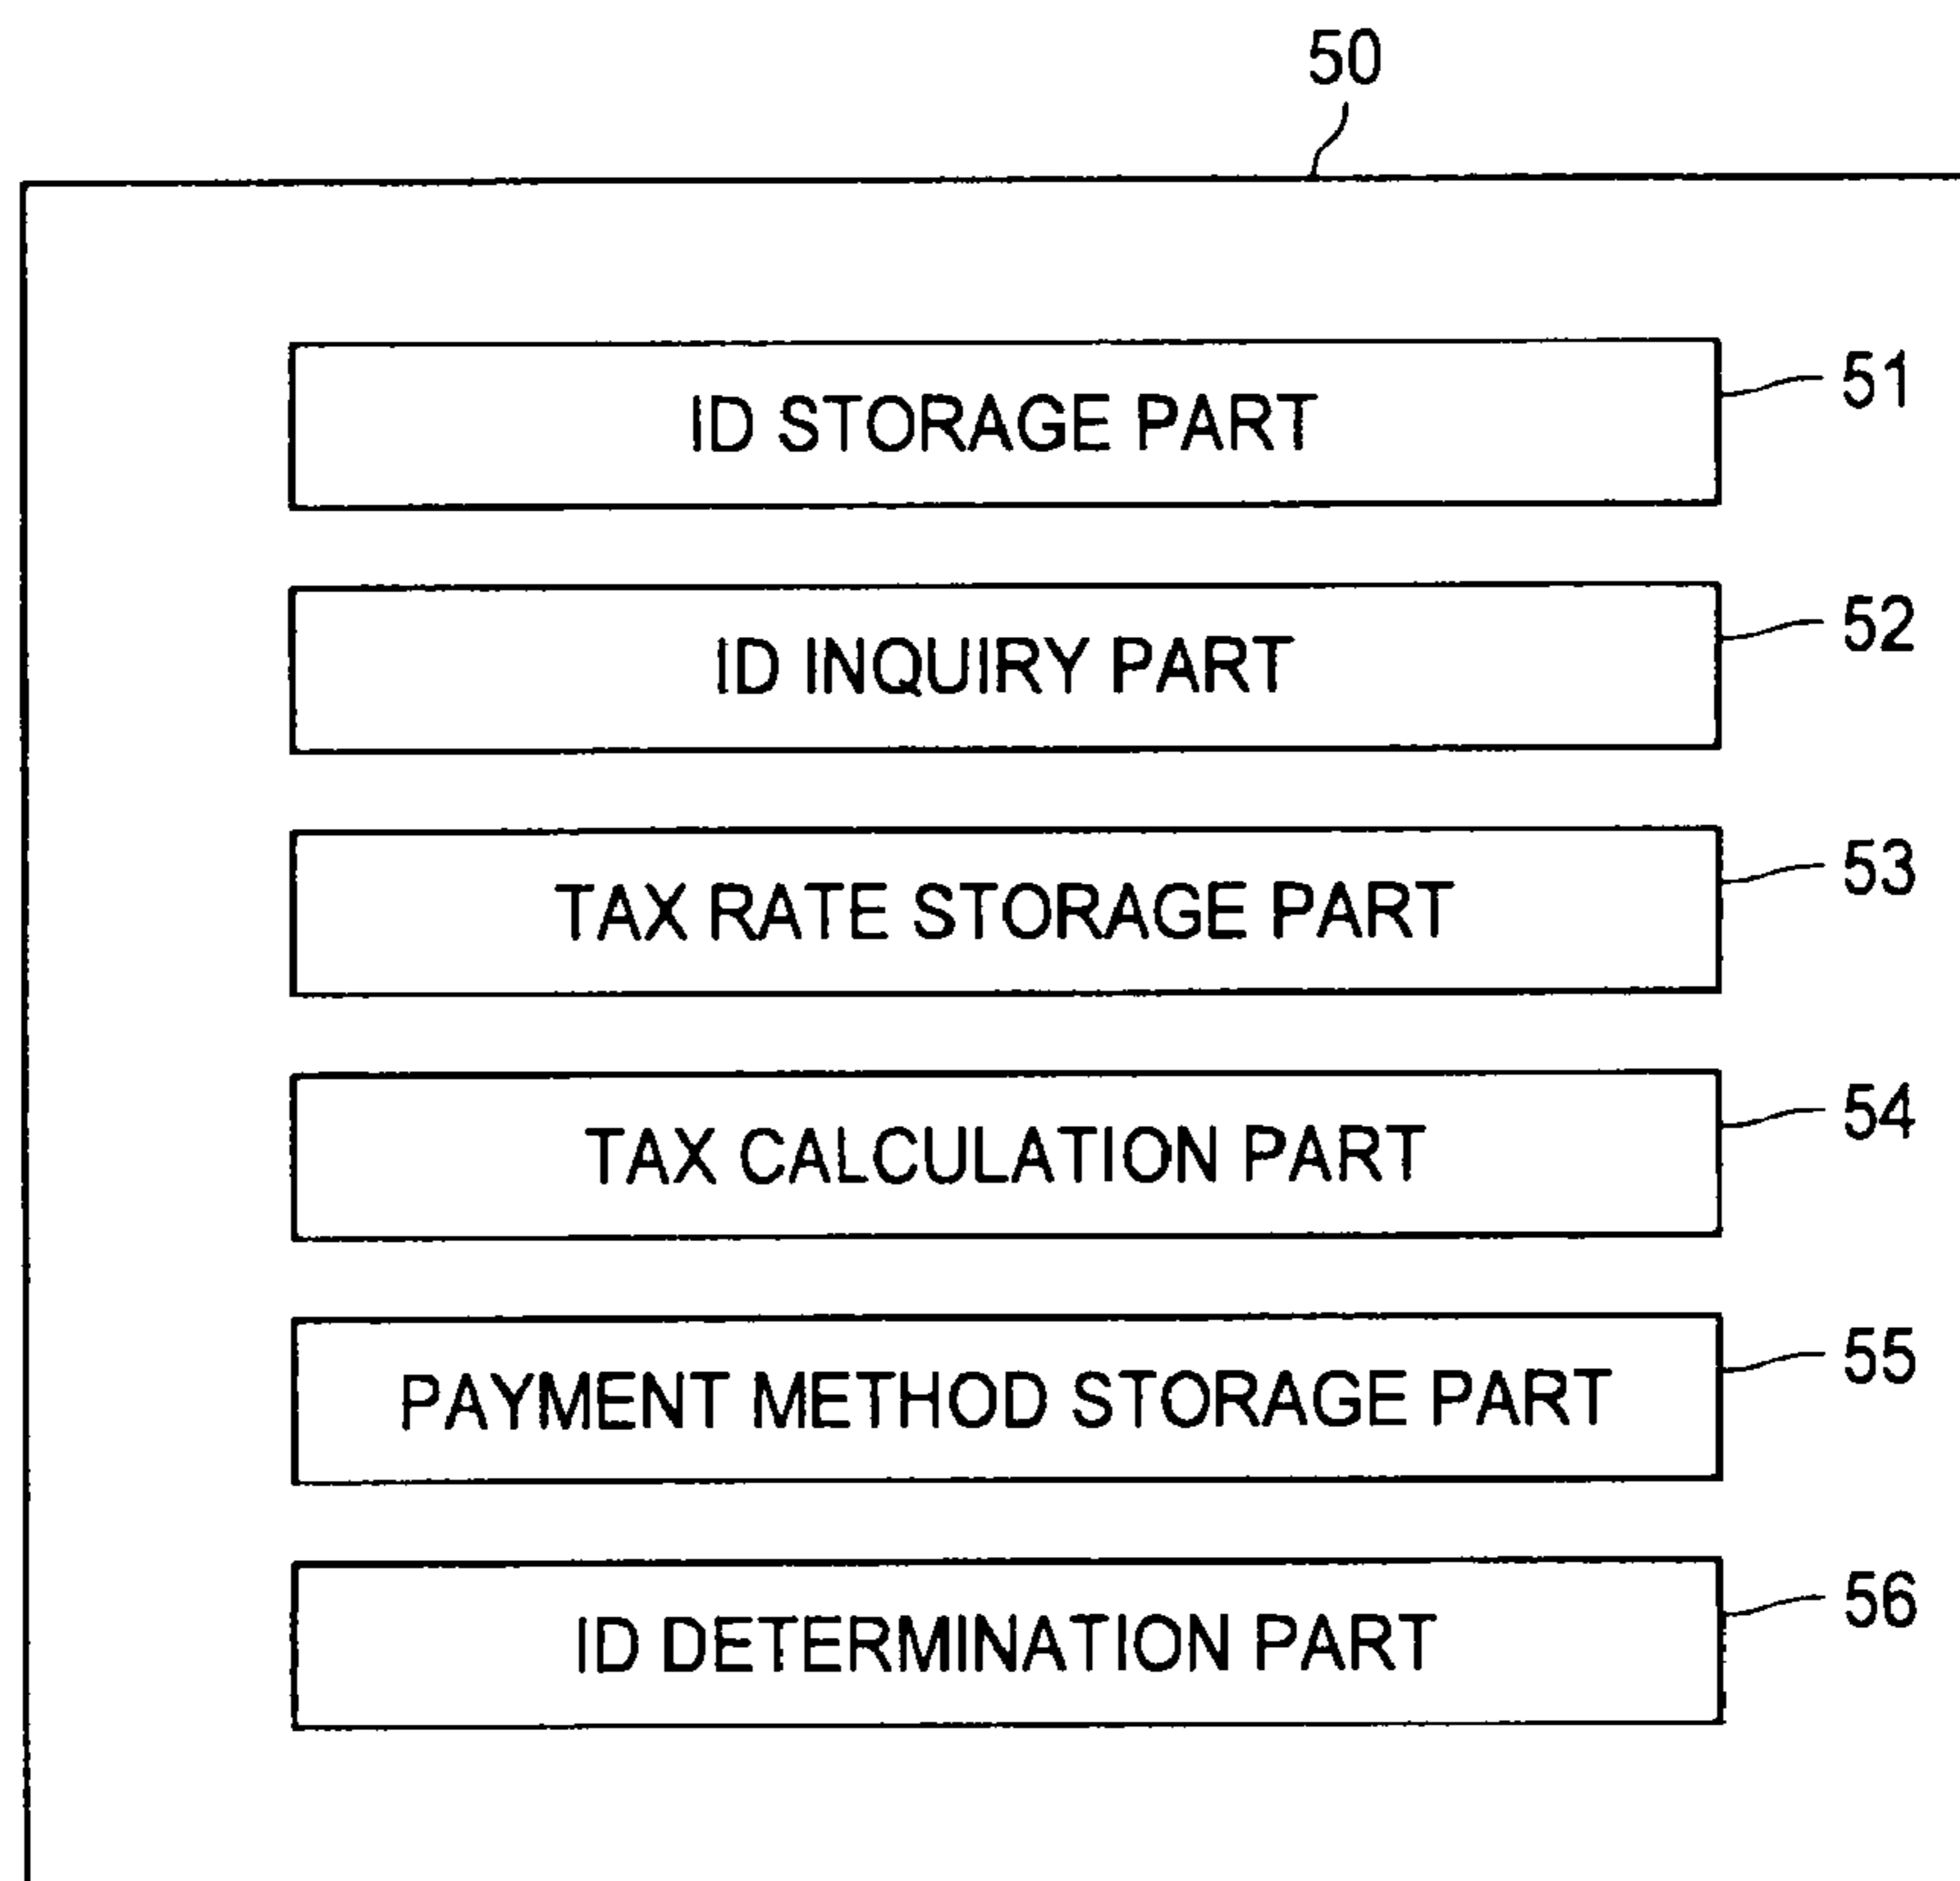 50
ID STORAGE PART 51
ID INQUIRY PART 52
TAX RATE STORAGE PART 53
TAX CALCULATION PART 54
PAYMENT METHOD STORAGE PART 55
ID DETERMINATION PART 56